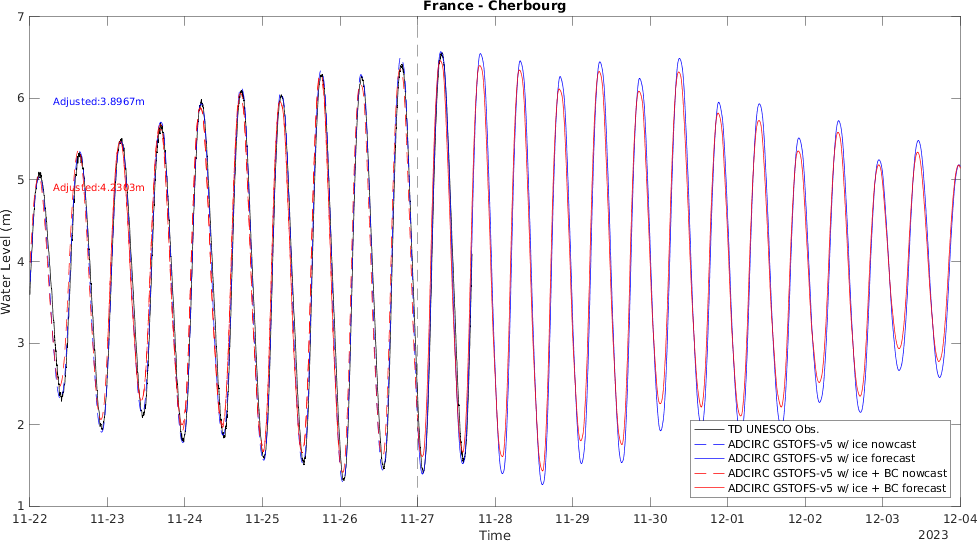 France - Cherbourg
7
6
5
4
3
2
1
Water Level (m)
Adjusted:3.8967m
Adjusted:4.2303m
TD UNESCO Obs.
ADCIRC GSTOFS-v5 w/ ice nowcast
ADCIRC GSTOFS-v5 w/ ice forecast
ADCIRC GSTOFS-v5 w/ ice + BC nowcast
ADCIRC GSTOFS-v5 w/ ice + BC forecast
11-22 11-23 11-24 11-25 11-26 11-27 11-28 11-29 11-30 12-01 12-02 12-03 12-04
Time
2023